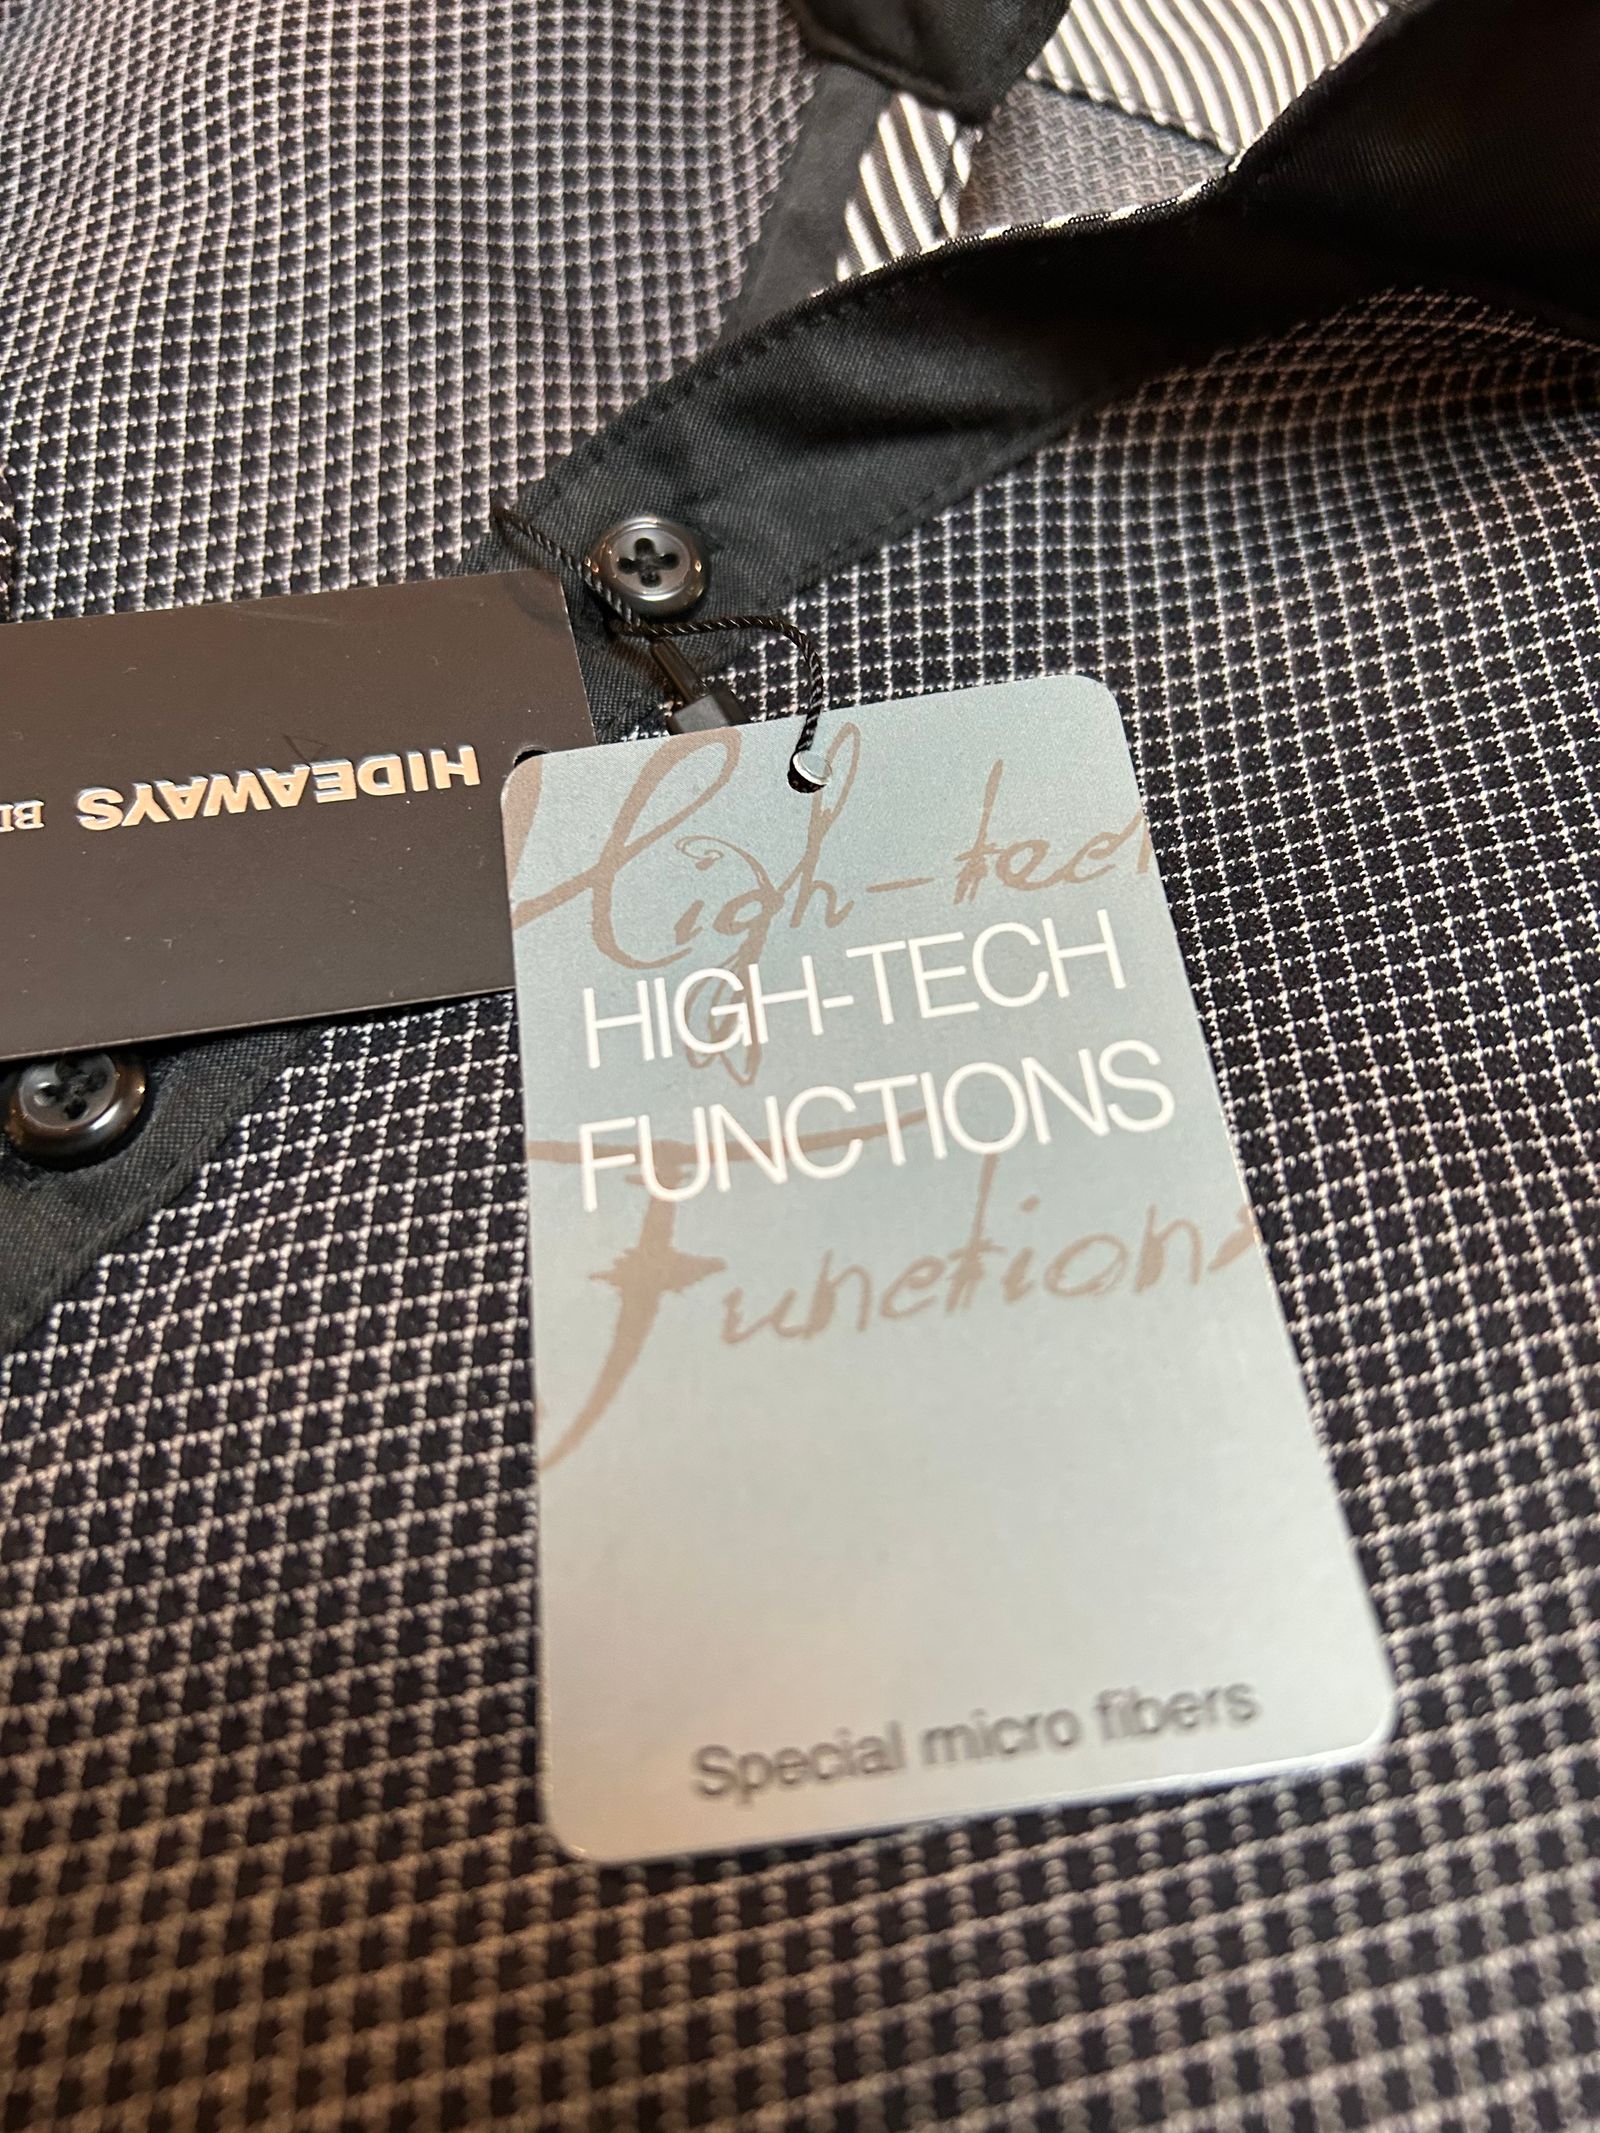 HIDEAWAYS
High-tech
HIGH-TECH
FUNCTIONS
Functions
Special micro fibers